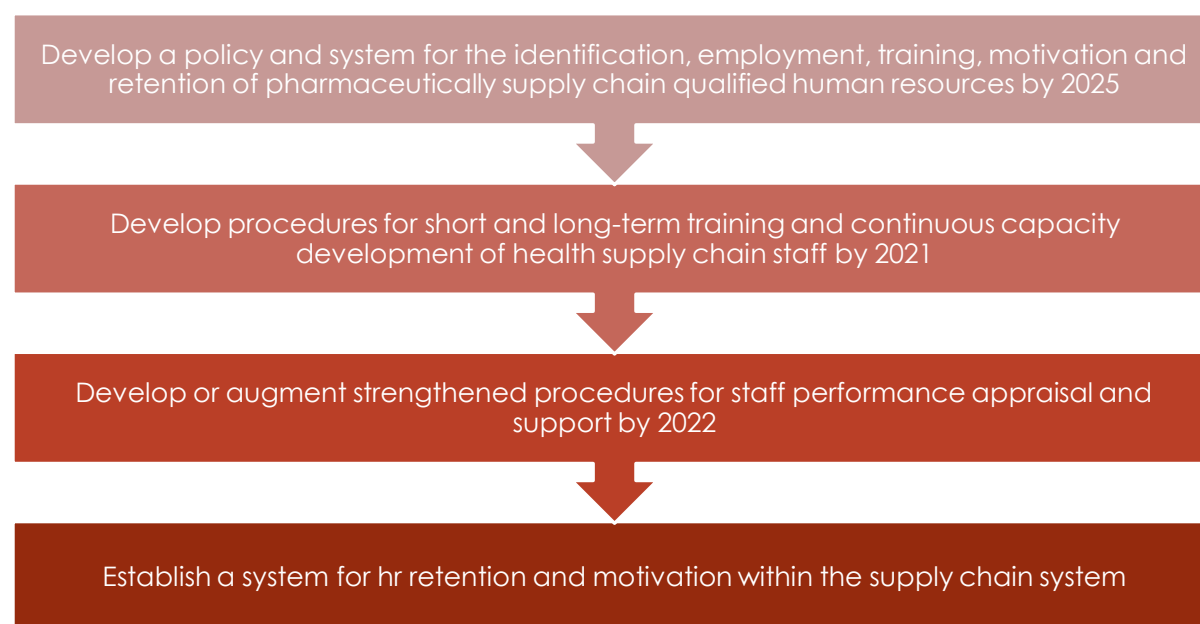 Develop a policy and system for the identification, employment, training, motivation and
retention of pharmaceutically supply chain qualified human resources by 2025
Develop procedures for short and long-term training and continuous capacity
development of health supply chain staff by 2021
Develop or augment strengthened procedures for staff performance appraisal and
support by 2022
Establish a system for hr retention and motivation within the supply chain system